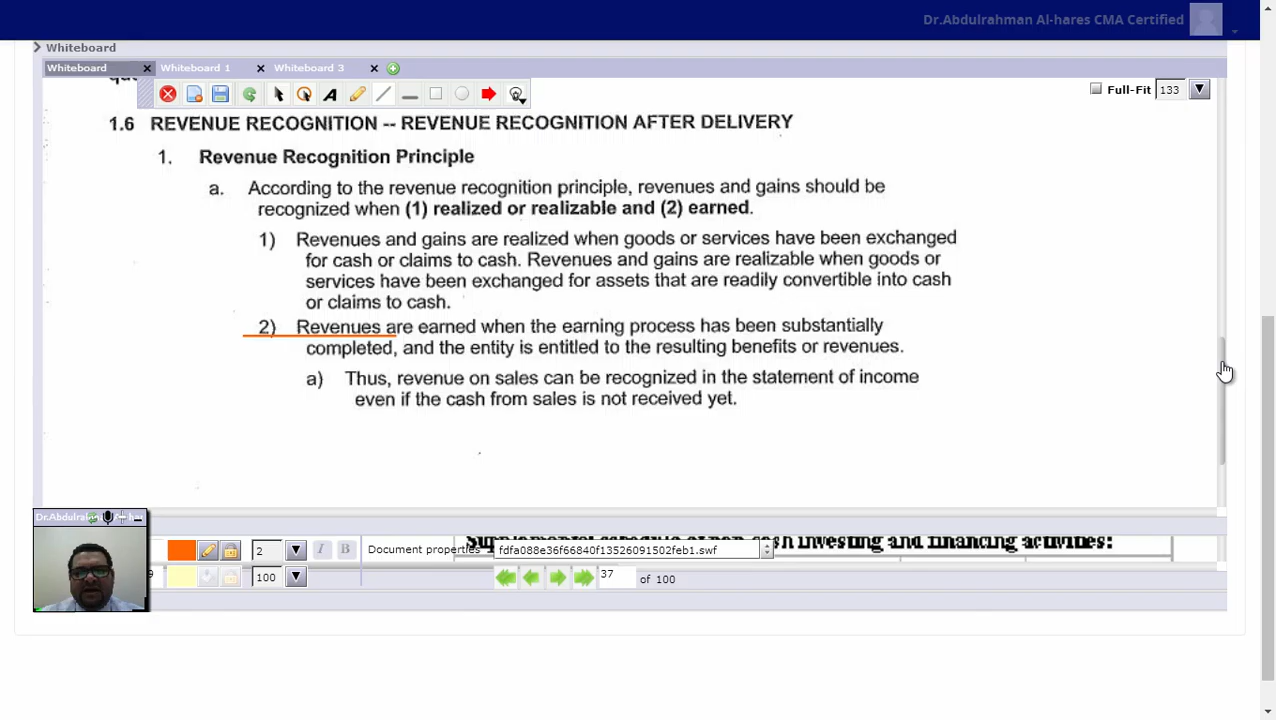 Dr.Abdulrahman Al-hares CMA Certified
Whiteboard
Whiteboard Whiteboard 1 Whiteboard 3
Full-Fit 133
1.6 REVENUE RECOGNITION -- REVENUE RECOGNITION AFTER DELIVERY
1. Revenue Recognition Principle
a. According to the revenue recognition principle, revenues and gains should be
recognized when (1) realized or realizable and (2) earned.
1) Revenues and gains are realized when goods or services have been exchanged
for cash or claims to cash. Revenues and gains are realizable when goods or
services have been exchanged for assets that are readily convertible into cash
or claims to cash.
2) Revenues are earned when the earning process has been substantially
completed, and the entity is entitled to the resulting benefits or revenues.
a) Thus, revenue on sales can be recognized in the statement of income
even if the cash from sales is not received yet.
Dr.Abdulra
Supplemental schedule of non cash investing and financing activities:
2 I B Document properties fdfa088e36f66840f13526091502feb1.swf
100 37 of 100